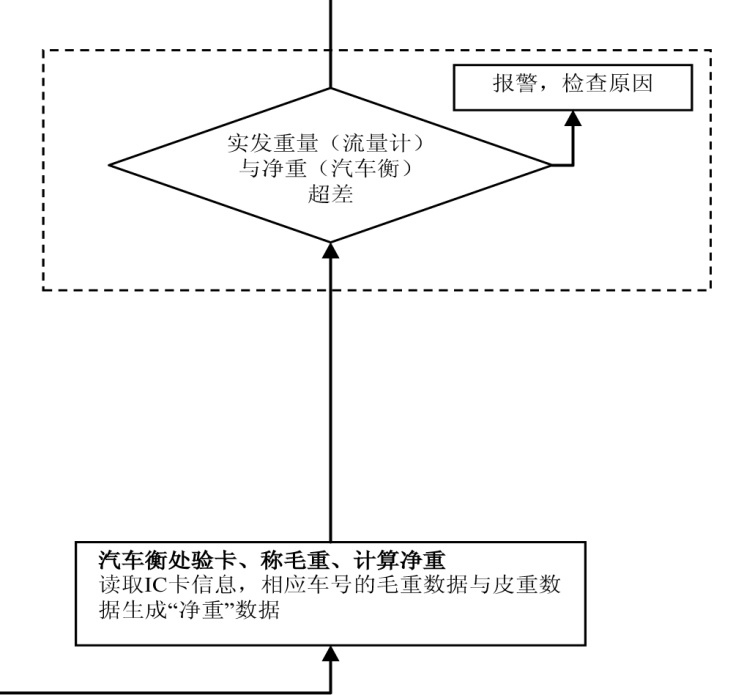 报警，检查原因
实发重量（流量计）
与净重（汽车衡）
超差
汽车衡处验卡、称毛重、计算净重
读取IC卡信息，相应车号的毛重数据与皮重数
据生成“净重”数据